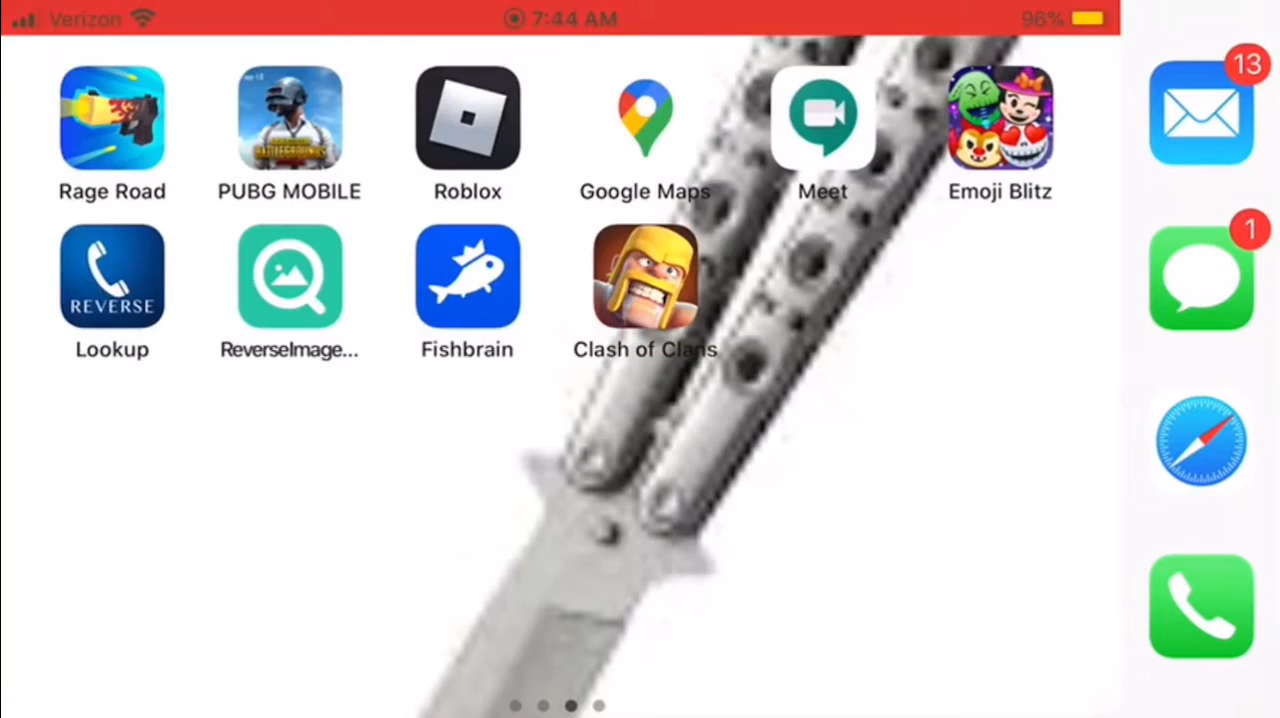 Verizon 7:44 AM 96%
13
Rage Road PUBG MOBILE Roblox Google Maps Meet Emoji Blitz
REVERSE
1
Lookup ReverseImage... Fishbrain Clash of Clans